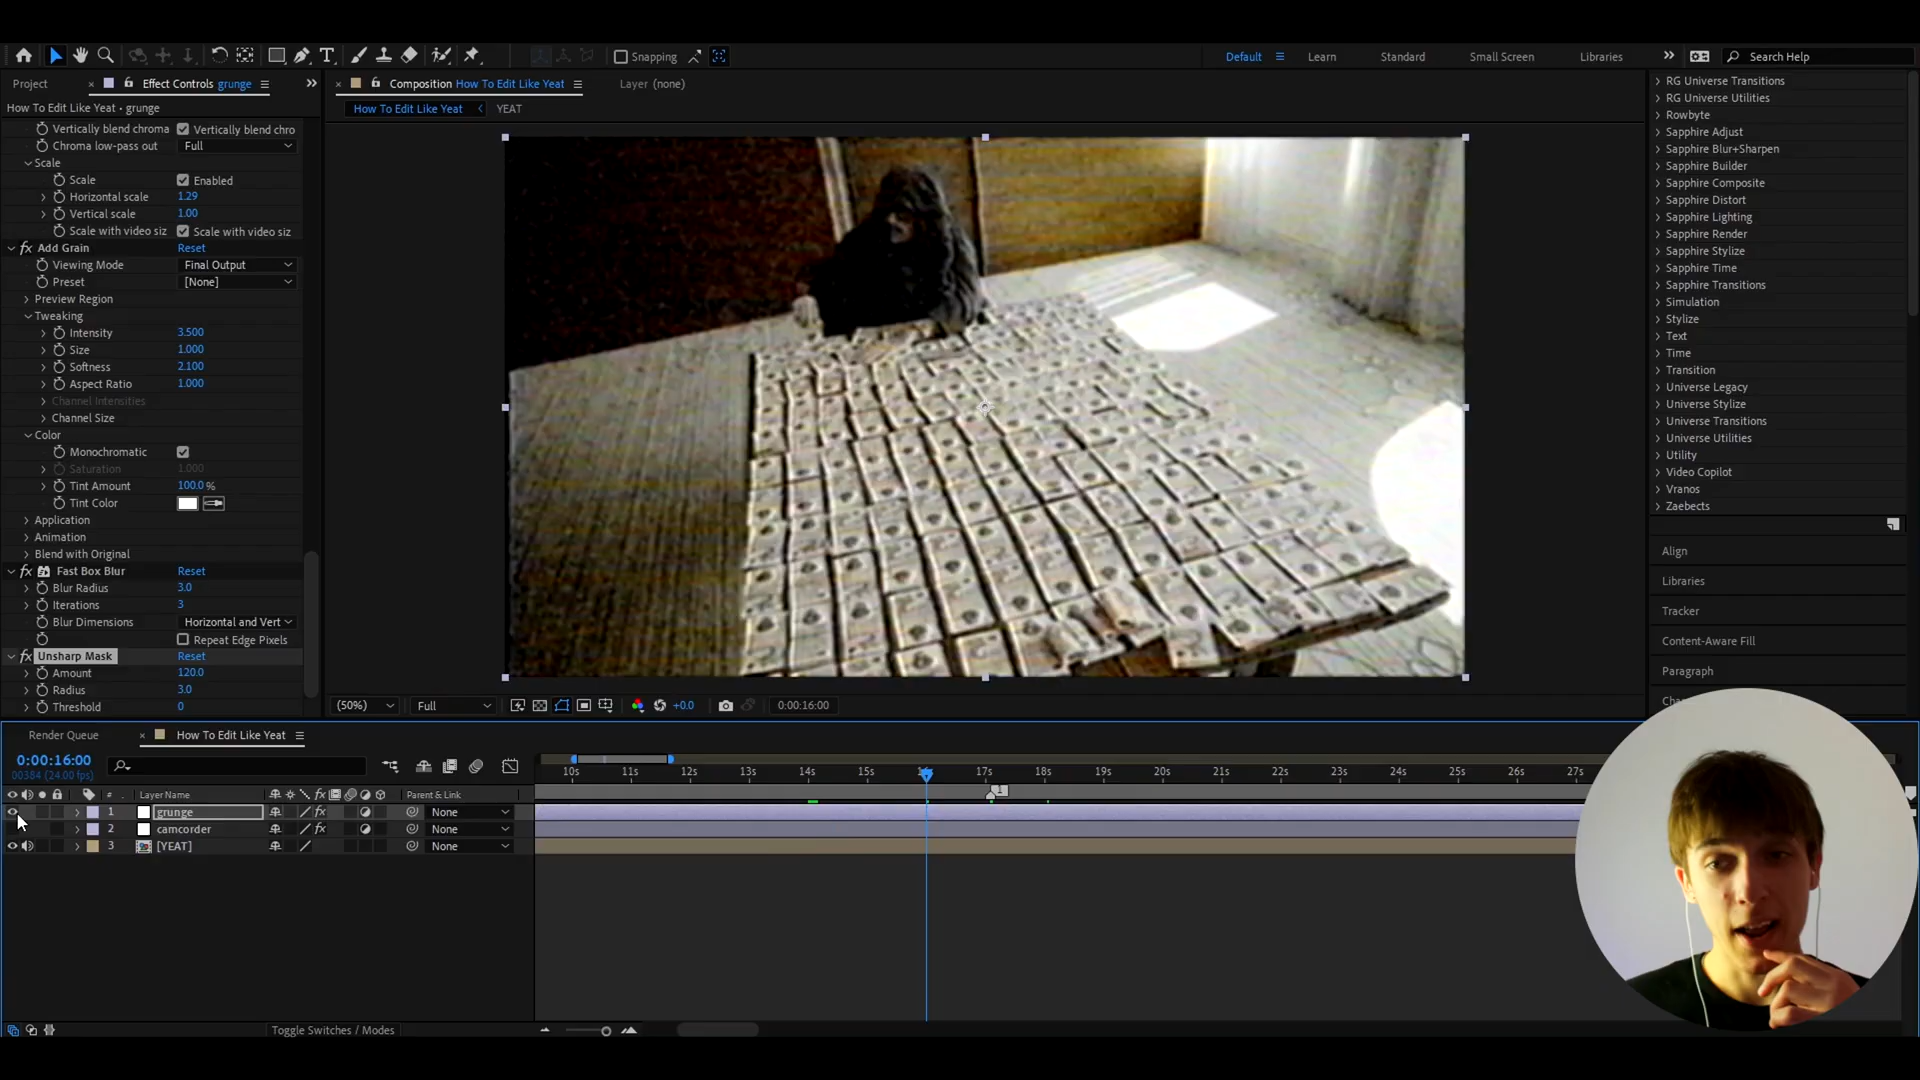 Snapping
Default
Learn
Standard
Small Screen
Libraries
Search Help
Project
Effect Controls grunge
Composition How To Edit Like Yeat
Layer (none)
How To Edit Like Yeat • grunge
How To Edit Like Yeat
YEAT
Vertically blend chroma
Vertically blend chro
Chroma low-pass out
Full
Scale
Scale
Enabled
Horizontal scale
1.29
Vertical scale
1.00
Scale with video siz
Scale with video siz
fx Add Grain
Reset
Viewing Mode
Final Output
Preset
[None]
Preview Region
Tweaking
Intensity
3.500
Size
1.000
Softness
2.100
Aspect Ratio
1.000
Channel Intensities
Channel Size
Color
Monochromatic
Saturation
1.000
Tint Amount
100.0 %
Tint Color
Application
Animation
Blend with Original
fx Fast Box Blur
Reset
Blur Radius
3.0
Iterations
3
Blur Dimensions
Horizontal and Vert
Repeat Edge Pixels
fx Unsharp Mask
Reset
Amount
120.0
Radius
3.0
Threshold
0
(50%)
Full
+0.0
0:00:16:00
RG Universe Transitions
RG Universe Utilities
Rowbyte
Sapphire Adjust
Sapphire Blur+Sharpen
Sapphire Builder
Sapphire Composite
Sapphire Distort
Sapphire Lighting
Sapphire Render
Sapphire Stylize
Sapphire Time
Sapphire Transitions
Simulation
Stylize
Text
Time
Transition
Universe Legacy
Universe Stylize
Universe Transitions
Universe Utilities
Utility
Video Copilot
Vranos
Zaebects
Align
Libraries
Tracker
Content-Aware Fill
Paragraph
Render Queue
How To Edit Like Yeat
0:00:16:00
00384 (24.00 fps)
10s
11s
12s
13s
14s
15s
17s
18s
19s
20s
21s
22s
23s
24s
25s
26s
27s
#
Layer Name
fx
Parent & Link
1
grunge
fx
None
2
camcorder
fx
None
3
[YEAT]
None
1
Toggle Switches / Modes